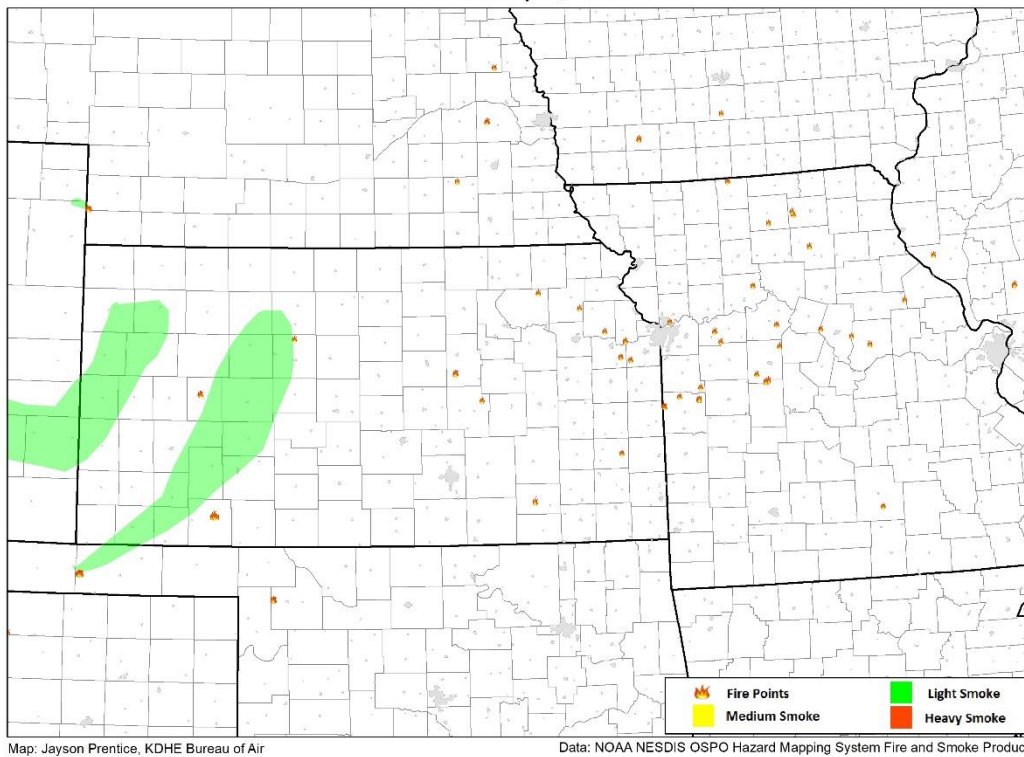 Fire Points
Light Smoke
Medium Smoke
Heavy Smoke
Map: Jayson Prentice, KDHE Bureau of Air
Data: NOAA NESDIS OSPO Hazard Mapping System Fire and Smoke Produc